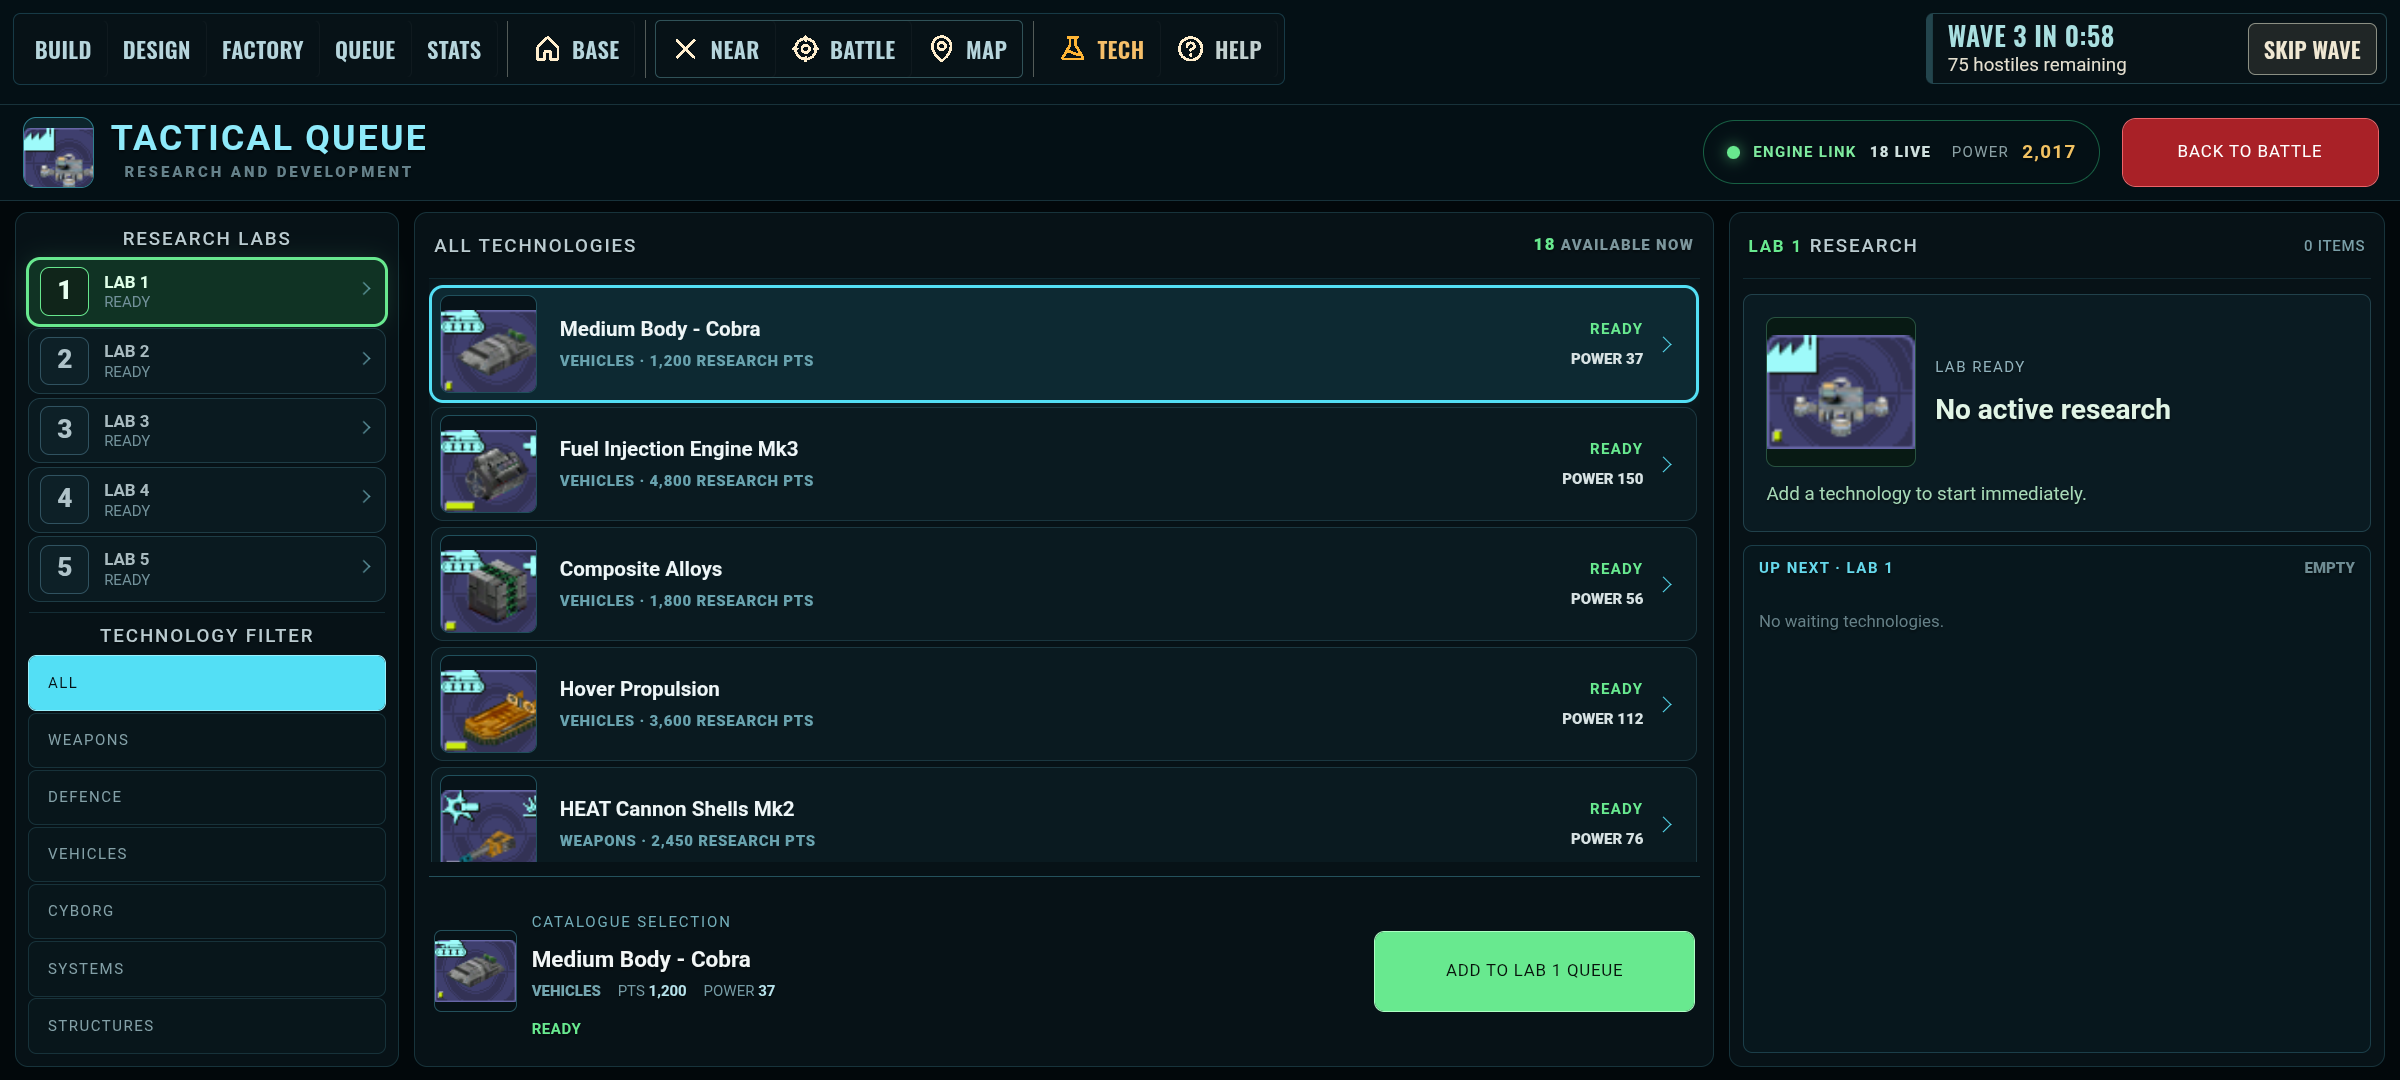 BUILD DESIGN FACTORY QUEUE STATS BASE NEAR BATTLE MAP TECH HELP
WAVE 3 IN 0:58
75 hostiles remaining
SKIP WAVE
TACTICAL QUEUE
RESEARCH AND DEVELOPMENT
ENGINE LINK 18 LIVE POWER 2,017
BACK TO BATTLE
RESEARCH LABS
1 LAB 1
READY
2 LAB 2
READY
3 LAB 3
READY
4 LAB 4
READY
5 LAB 5
READY
TECHNOLOGY FILTER
ALL
WEAPONS
DEFENCE
VEHICLES
CYBORG
SYSTEMS
STRUCTURES
ALL TECHNOLOGIES
18 AVAILABLE NOW
Medium Body - Cobra
VEHICLES · 1,200 RESEARCH PTS
READY
POWER 37
Fuel Injection Engine Mk3
VEHICLES · 4,800 RESEARCH PTS
READY
POWER 150
Composite Alloys
VEHICLES · 1,800 RESEARCH PTS
READY
POWER 56
Hover Propulsion
VEHICLES · 3,600 RESEARCH PTS
READY
POWER 112
HEAT Cannon Shells Mk2
WEAPONS · 2,450 RESEARCH PTS
READY
POWER 76
CATALOGUE SELECTION
Medium Body - Cobra
VEHICLES PTS 1,200 POWER 37
READY
ADD TO LAB 1 QUEUE
LAB 1 RESEARCH
0 ITEMS
LAB READY
No active research
Add a technology to start immediately.
UP NEXT · LAB 1
EMPTY
No waiting technologies.